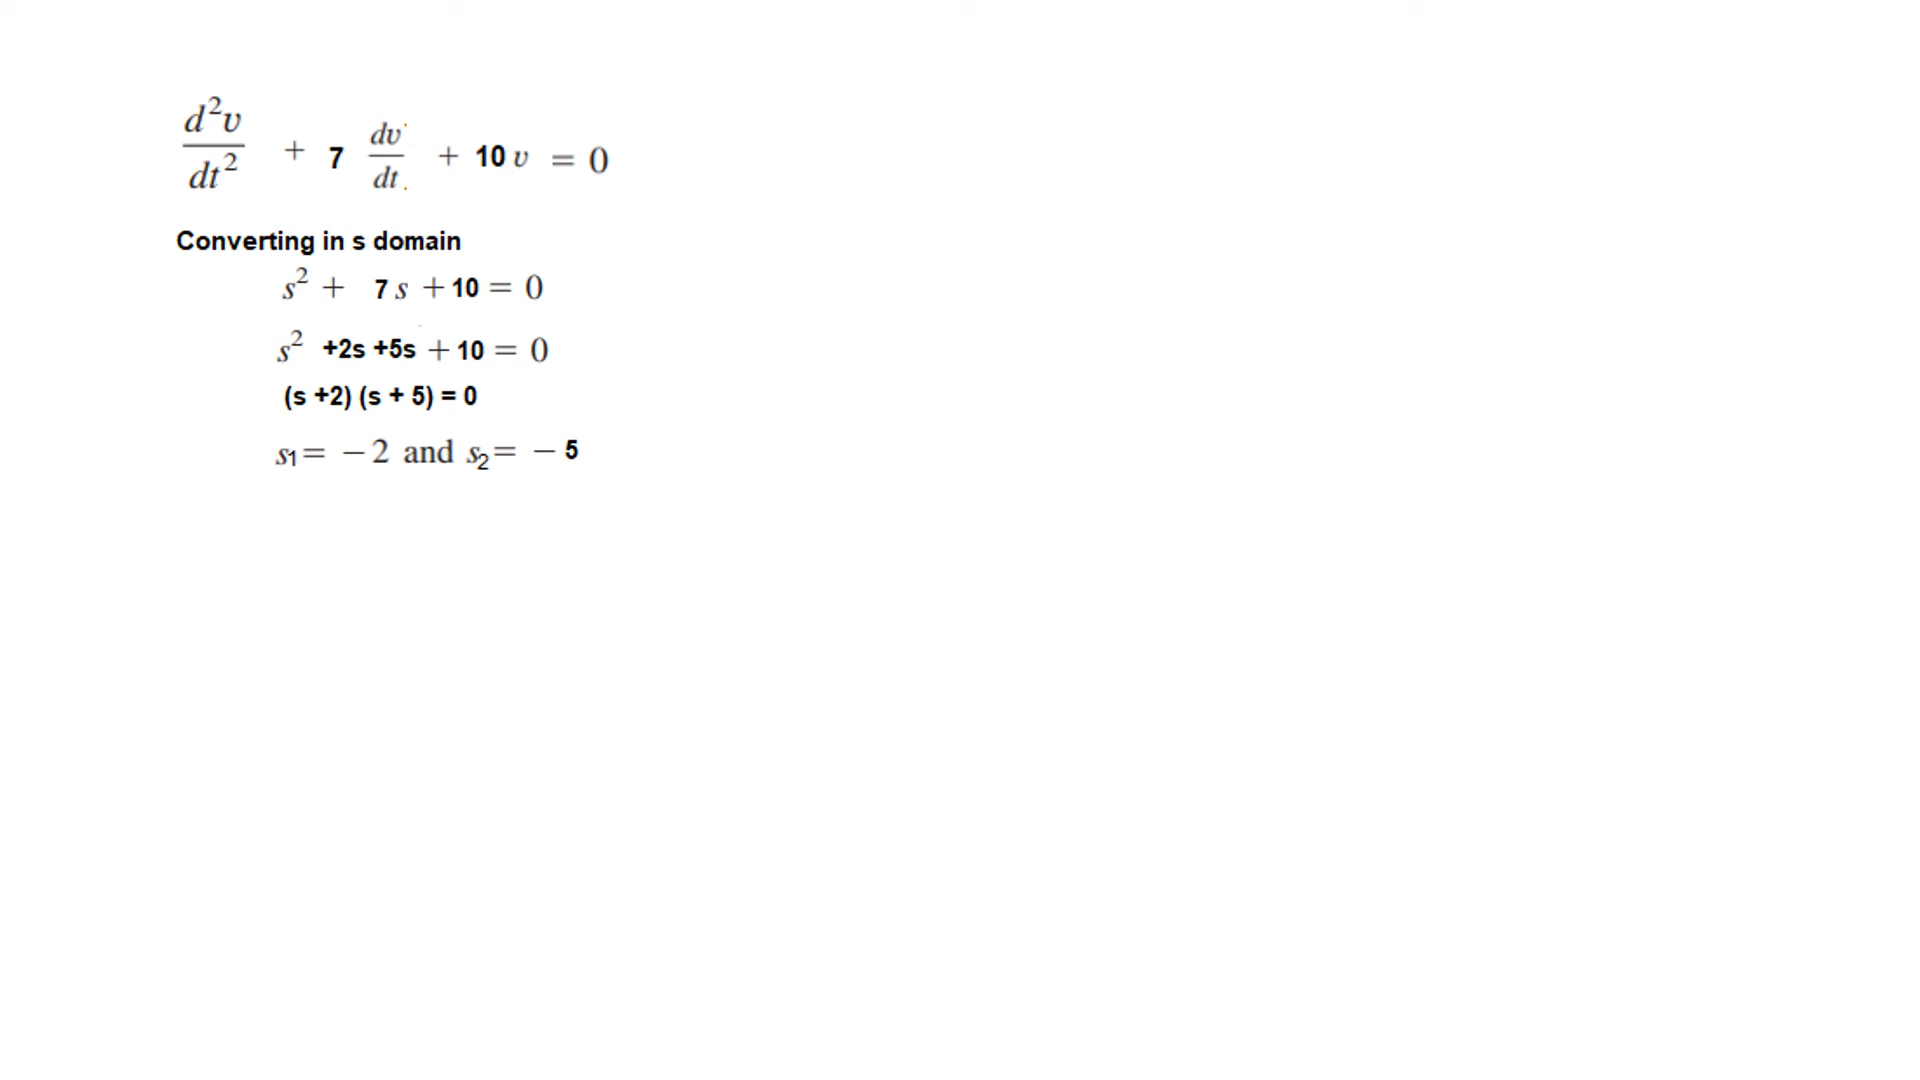 d²v/dt² + 7 dv/dt + 10 v = 0
Converting in s domain
s² + 7 s + 10 = 0
s² +2s +5s + 10 = 0
(s +2) (s + 5) = 0
s₁ = −2 and s₂ = − 5